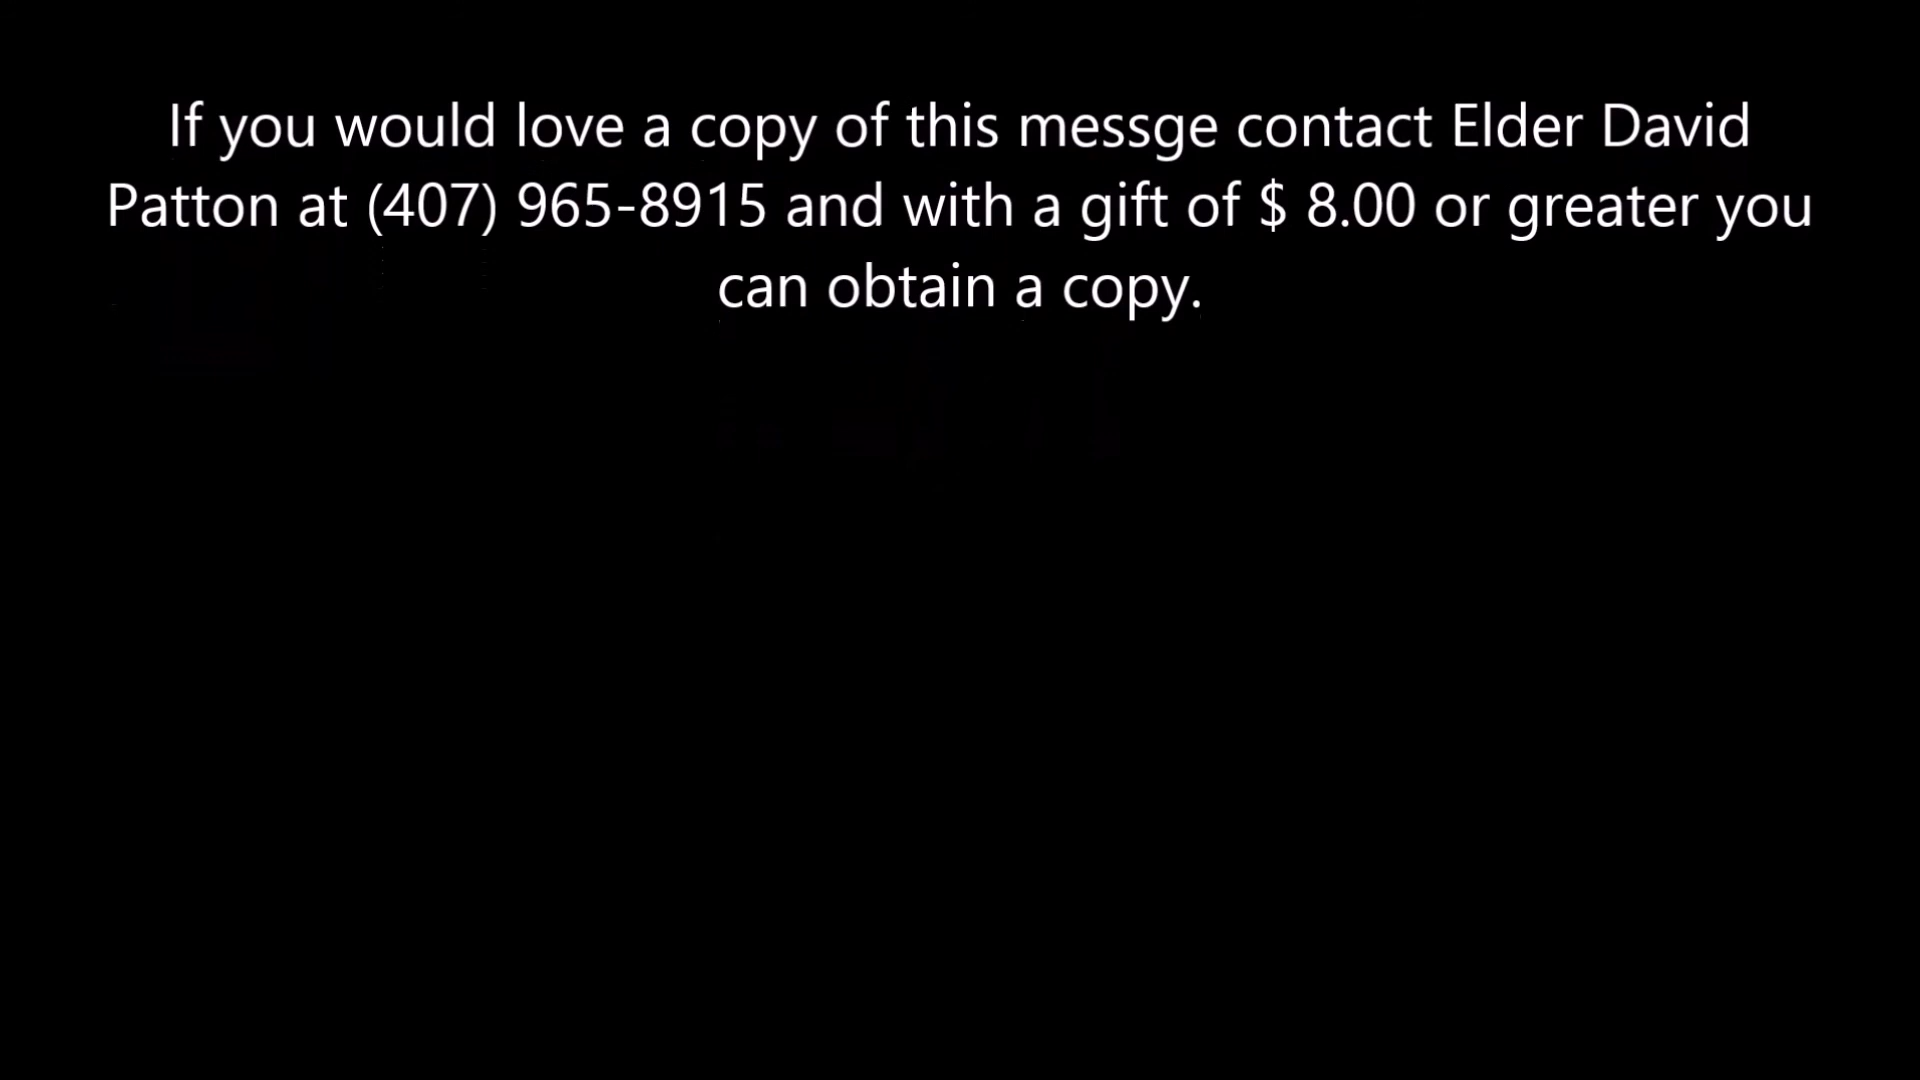 If you would love a copy of this messge contact Elder David
Patton at (407) 965-8915 and with a gift of $ 8.00 or greater you
can obtain a copy.